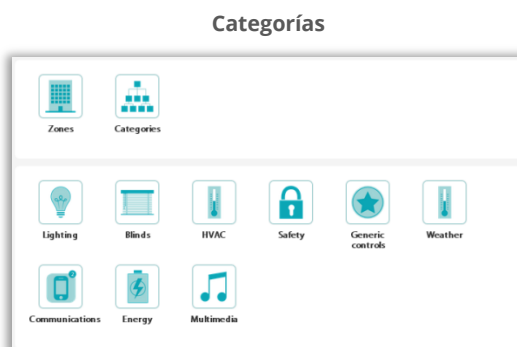 Categorías
Zones
Categories
Lighting
Blinds
HVAC
Safety
Generic
controls
Weather
Communications
Energy
Multimedia